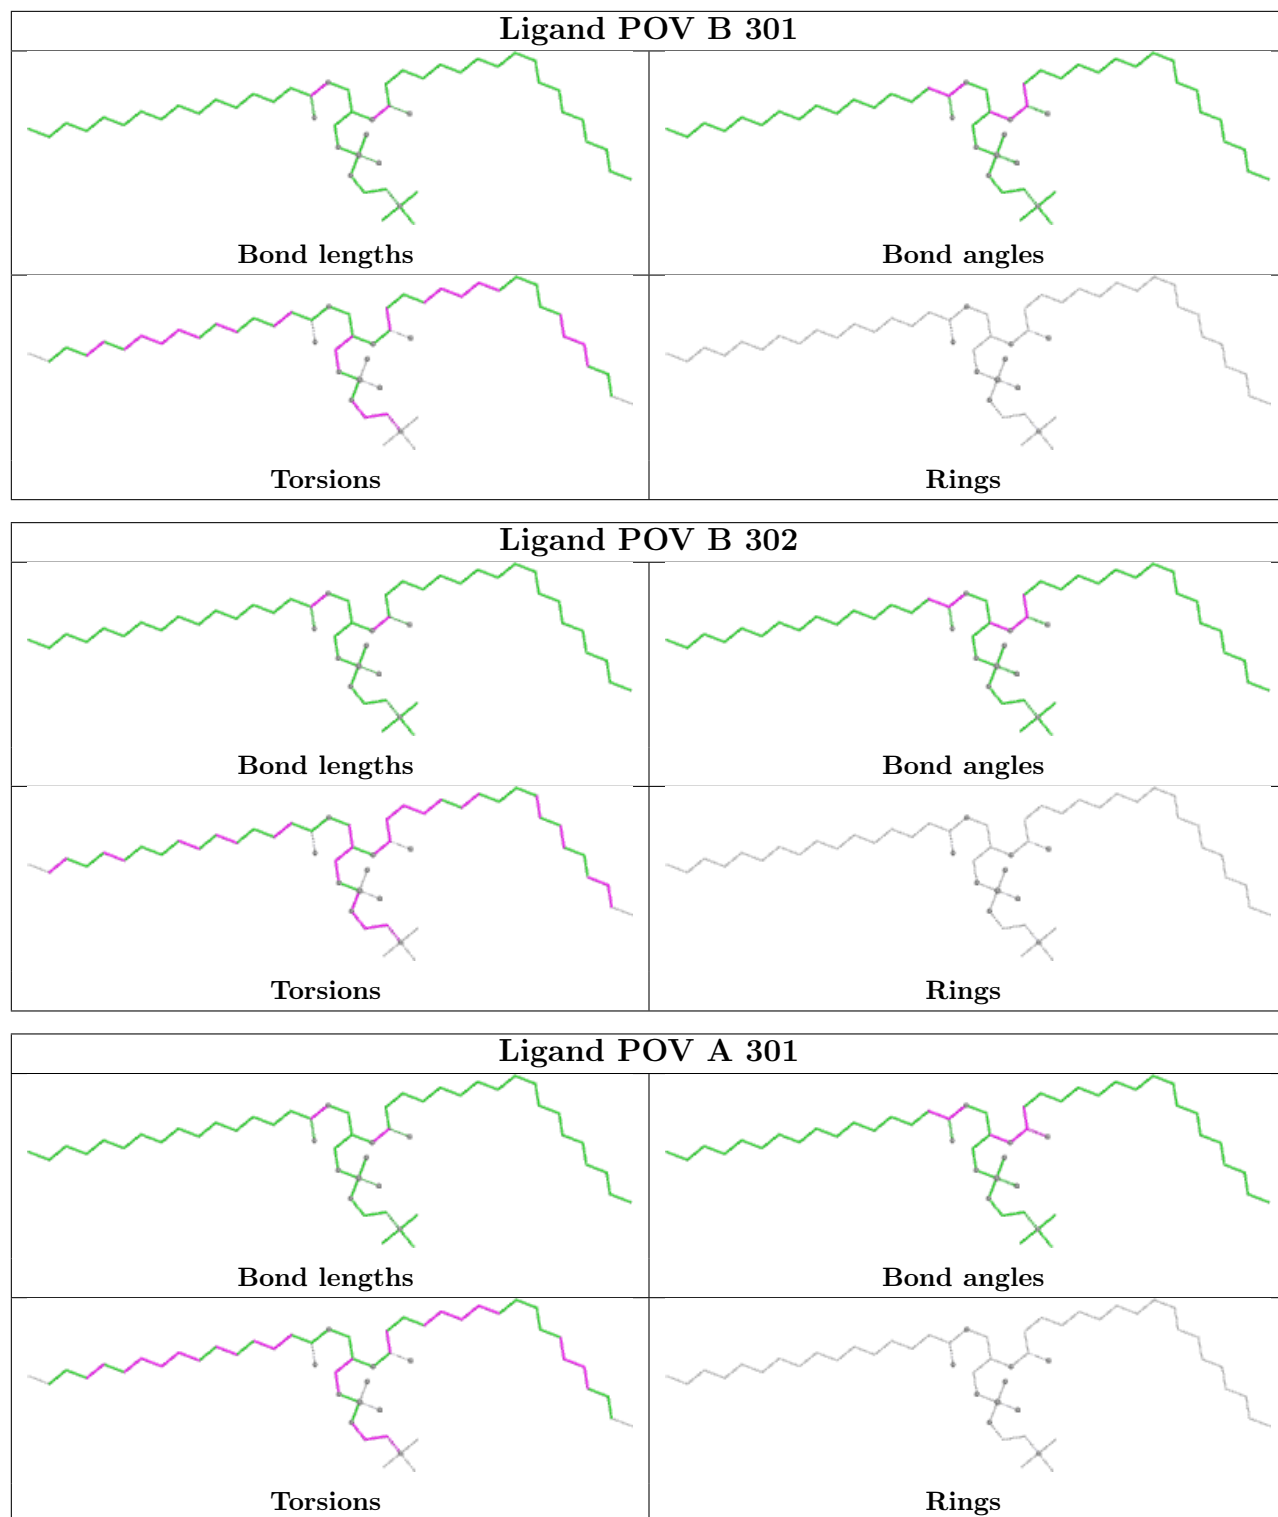 Ligand POV B 301
Bond lengths
Bond angles
Torsions
Rings
Ligand POV B 302
Bond lengths
Bond angles
Torsions
Rings
Ligand POV A 301
Bond lengths
Bond angles
Torsions
Rings